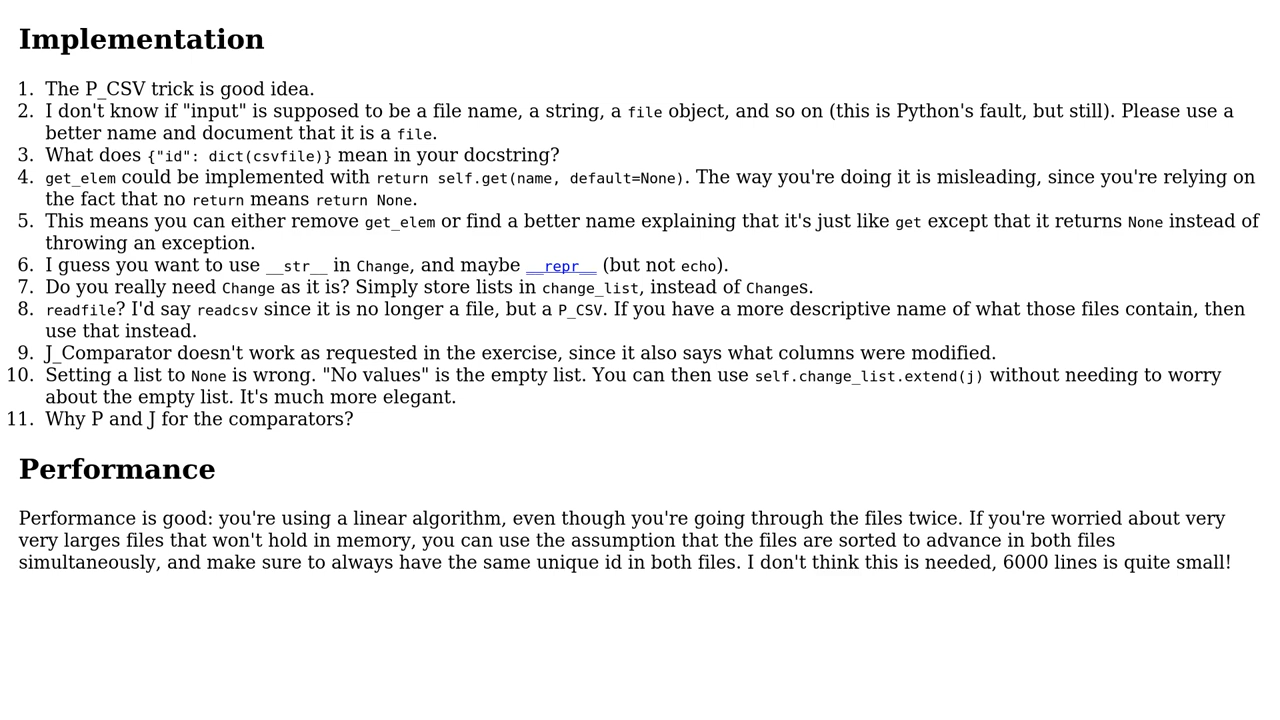 Implementation
1. The P_CSV trick is good idea.
2. I don't know if "input" is supposed to be a file name, a string, a file object, and so on (this is Python's fault, but still). Please use a
better name and document that it is a file.
3. What does {"id": dict(csvfile)} mean in your docstring?
4. get_elem could be implemented with return self.get(name, default=None). The way you're doing it is misleading, since you're relying on
the fact that no return means return None.
5. This means you can either remove get_elem or find a better name explaining that it's just like get except that it returns None instead of
throwing an exception.
6. I guess you want to use __str__ in Change, and maybe __repr__ (but not echo).
7. Do you really need Change as it is? Simply store lists in change_list, instead of Changes.
8. readfile? I'd say readcsv since it is no longer a file, but a P_CSV. If you have a more descriptive name of what those files contain, then
use that instead.
9. J_Comparator doesn't work as requested in the exercise, since it also says what columns were modified.
10. Setting a list to None is wrong. "No values" is the empty list. You can then use self.change_list.extend(j) without needing to worry
about the empty list. It's much more elegant.
11. Why P and J for the comparators?
Performance
Performance is good: you're using a linear algorithm, even though you're going through the files twice. If you're worried about very
very larges files that won't hold in memory, you can use the assumption that the files are sorted to advance in both files
simultaneously, and make sure to always have the same unique id in both files. I don't think this is needed, 6000 lines is quite small!